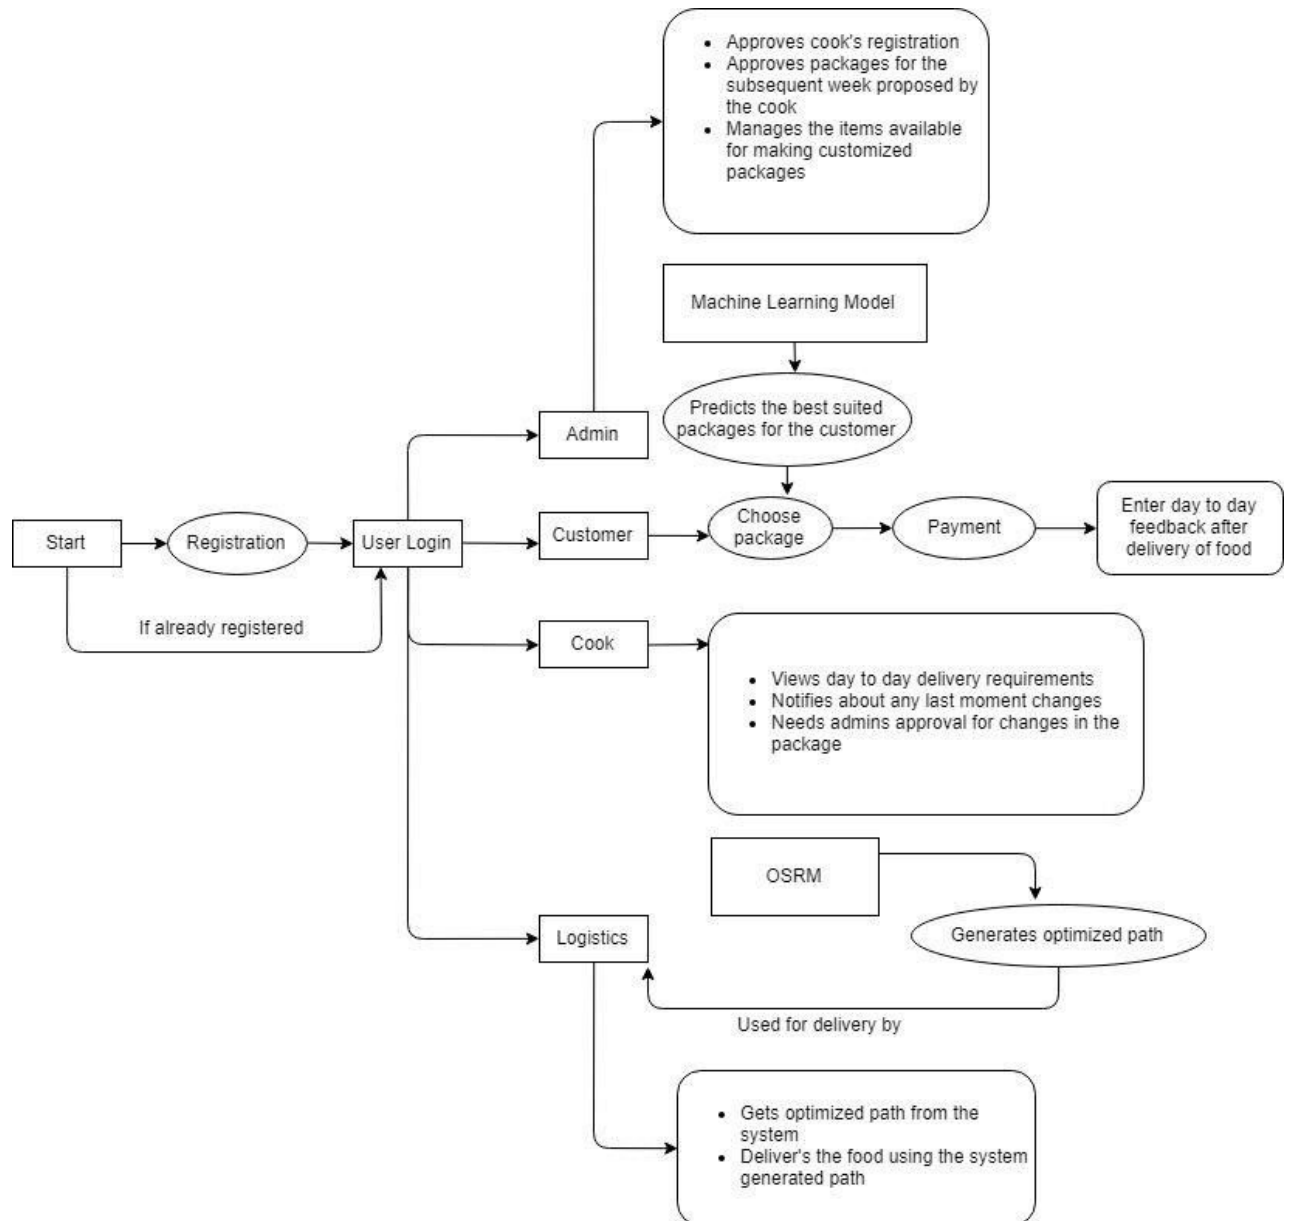 Approves cook's registration
Approves packages for the
subsequent week proposed by
the cook
Manages the items available
for making customized
packages
Machine Learning Model
Predicts the best suited
packages for the customer
Admin
Start
Registration
User Login
Customer
Choose
package
Payment
Enter day to day
feedback after
delivery of food
If already registered
Cook
Views day to day delivery requirements
Notifies about any last moment changes
Needs admins approval for changes in the
package
OSRM
Logistics
Generates optimized path
Used for delivery by
Gets optimized path from the
system
Deliver's the food using the system
generated path